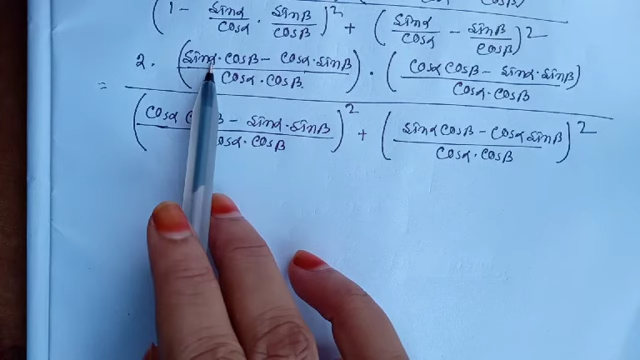 (1 - sinα/cosα · sinβ/cosβ)² + (sinα/cosα - sinβ/cosβ)²
= 2 · (sinα·cosβ - cosα·sinβ / cosα·cosβ) · (cosα cosβ - sinα·sinβ / cosα·cosβ)
(cosα cosβ - sinα·sinβ / cosα·cosβ)² + (sinα cosβ - cosα sinβ / cosα·cosβ)²